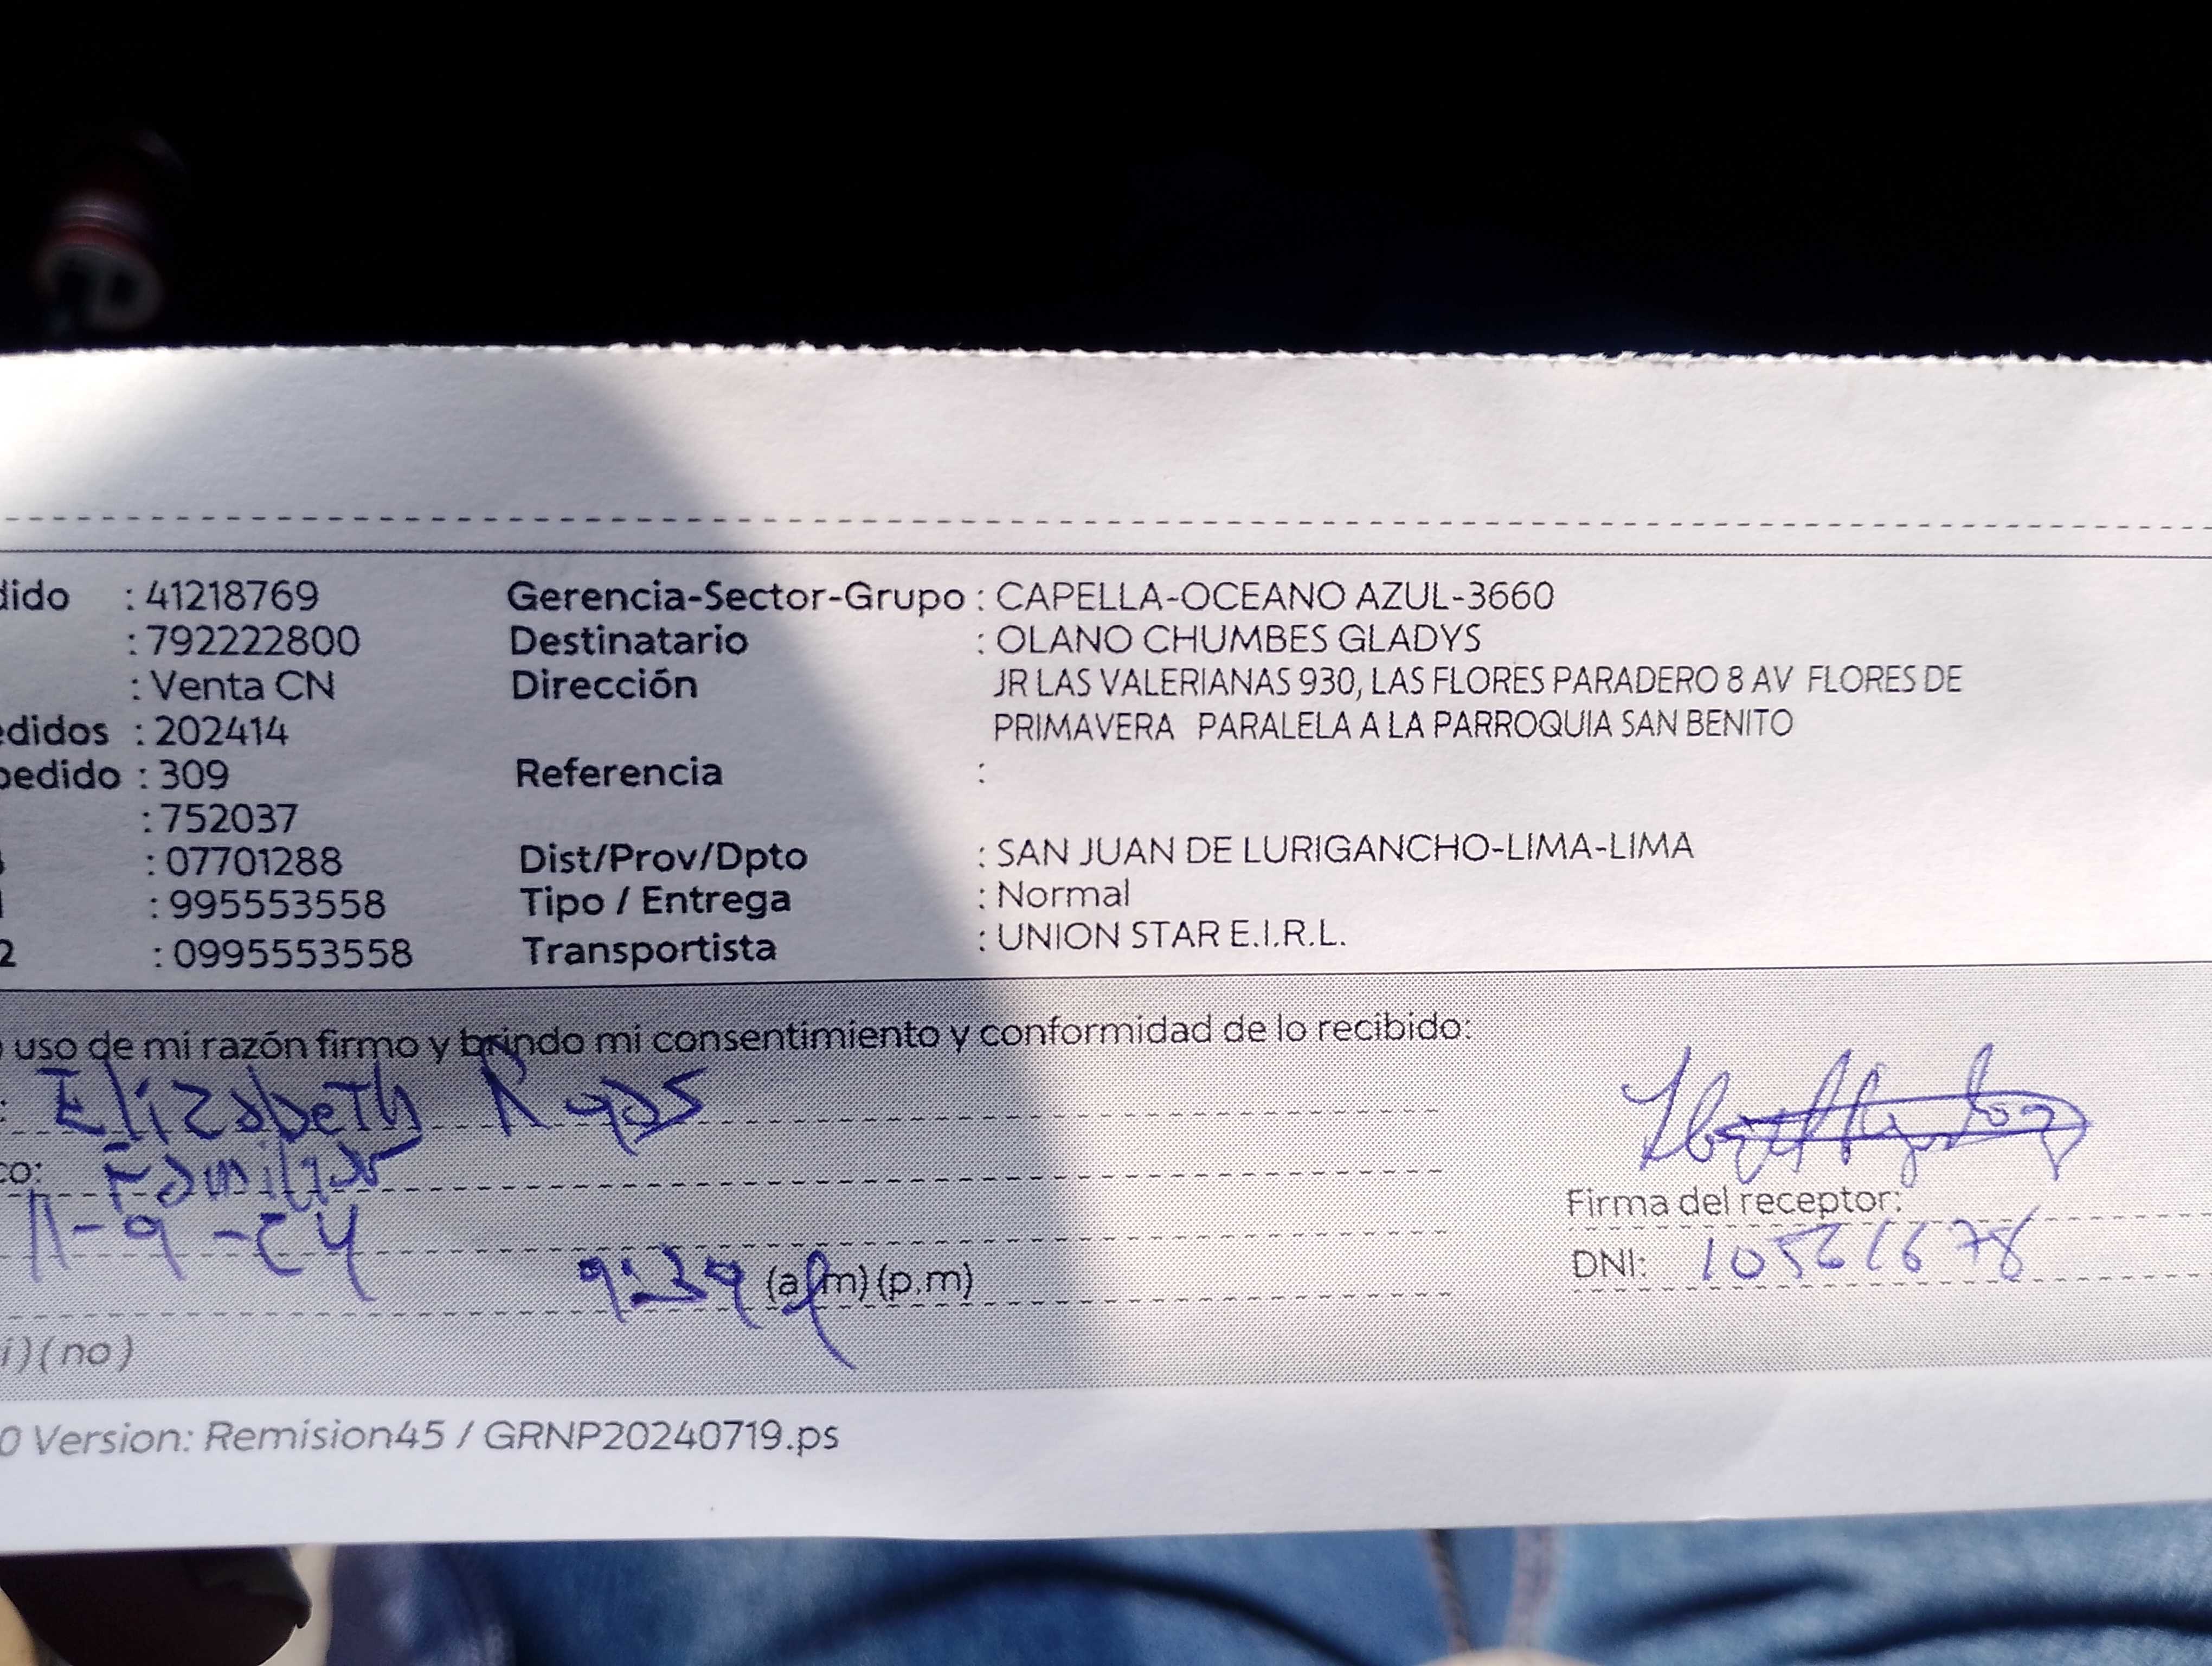 dido : 41218769 Gerencia-Sector-Grupo : CAPELLA-OCEANO AZUL-3660
: 792222800 Destinatario : OLANO CHUMBES GLADYS
: Venta CN Dirección JR LAS VALERIANAS 930, LAS FLORES PARADERO 8 AV FLORES DE
edidos : 202414 PRIMAVERA PARALELA A LA PARROQUIA SAN BENITO
pedido : 309 Referencia :
: 752037
: 07701288 Dist/Prov/Dpto : SAN JUAN DE LURIGANCHO-LIMA-LIMA
: 995553558 Tipo / Entrega : Normal
2 : 0995553558 Transportista : UNION STAR E.I.R.L.
uso de mi razón firmo y brindo mi consentimiento y conformidad de lo recibido:
: Elizabeth
co: Familiar
Firma del receptor:
11-9-24
DNI: 10561678
9:39 (a.m) (p.m)
i) (no)
0 Version: Remision45 / GRNP20240719.ps